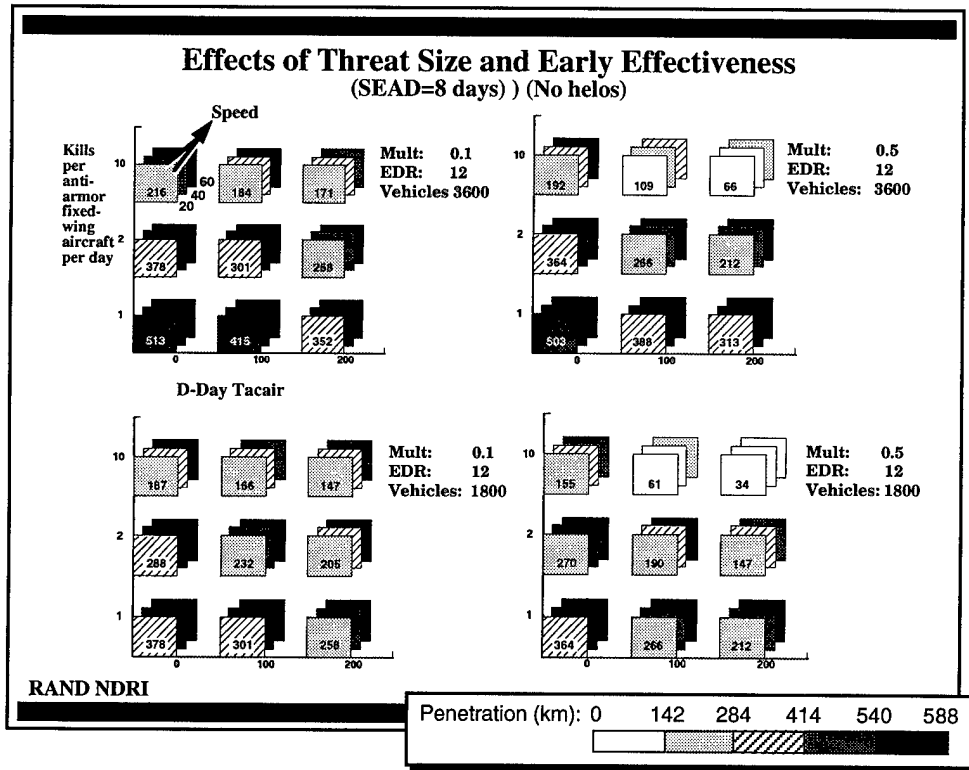 Effects of Threat Size and Early Effectiveness
(SEAD=8 days) ) (No helos)
Speed
Kills
per
anti-
armor
fixed-
wing
aircraft
per day
10
216
60
40
20
184
171
Mult: 0.1
EDR: 12
Vehicles 3600
2
378
301
258
1
513
415
352
0
100
200
D-Day Tacair
10
192
109
66
Mult: 0.5
EDR: 12
Vehicles: 3600
2
364
266
212
1
503
388
313
0
100
200
10
167
166
147
Mult: 0.1
EDR: 12
Vehicles: 1800
2
288
232
205
1
378
301
258
0
100
200
10
155
61
34
Mult: 0.5
EDR: 12
Vehicles: 1800
2
270
190
147
1
364
266
212
0
100
200
RAND NDRI
Penetration (km): 0 142 284 414 540 588